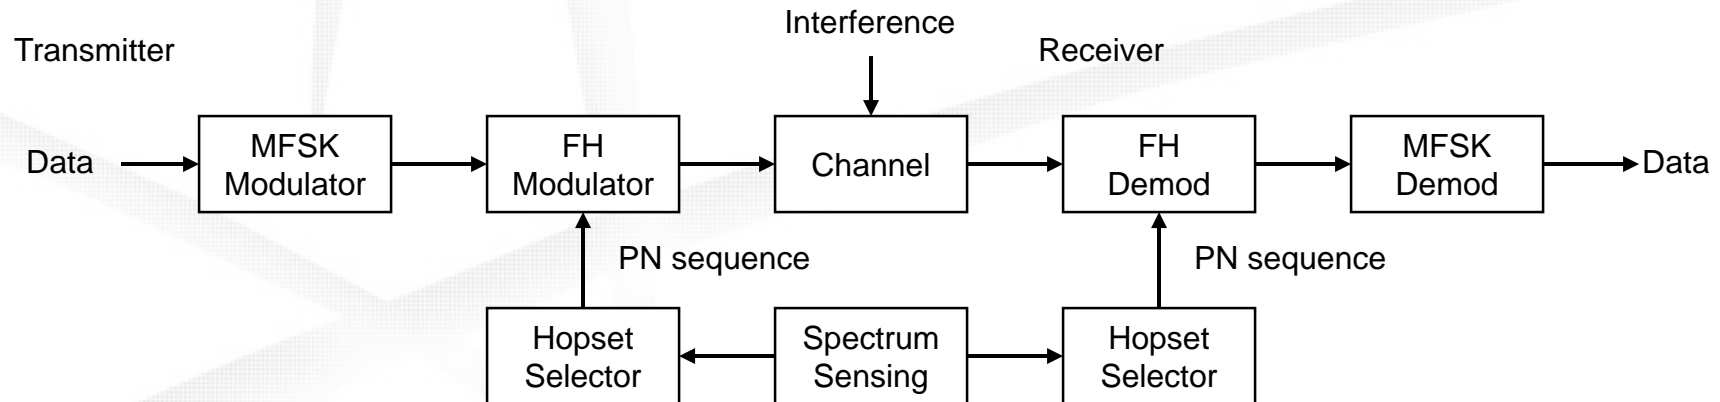 Interference
Transmitter
Receiver
Data
MFSK
Modulator
FH
Modulator
Channel
FH
Demod
MFSK
Demod
Data
PN sequence
PN sequence
Hopset
Selector
Spectrum
Sensing
Hopset
Selector